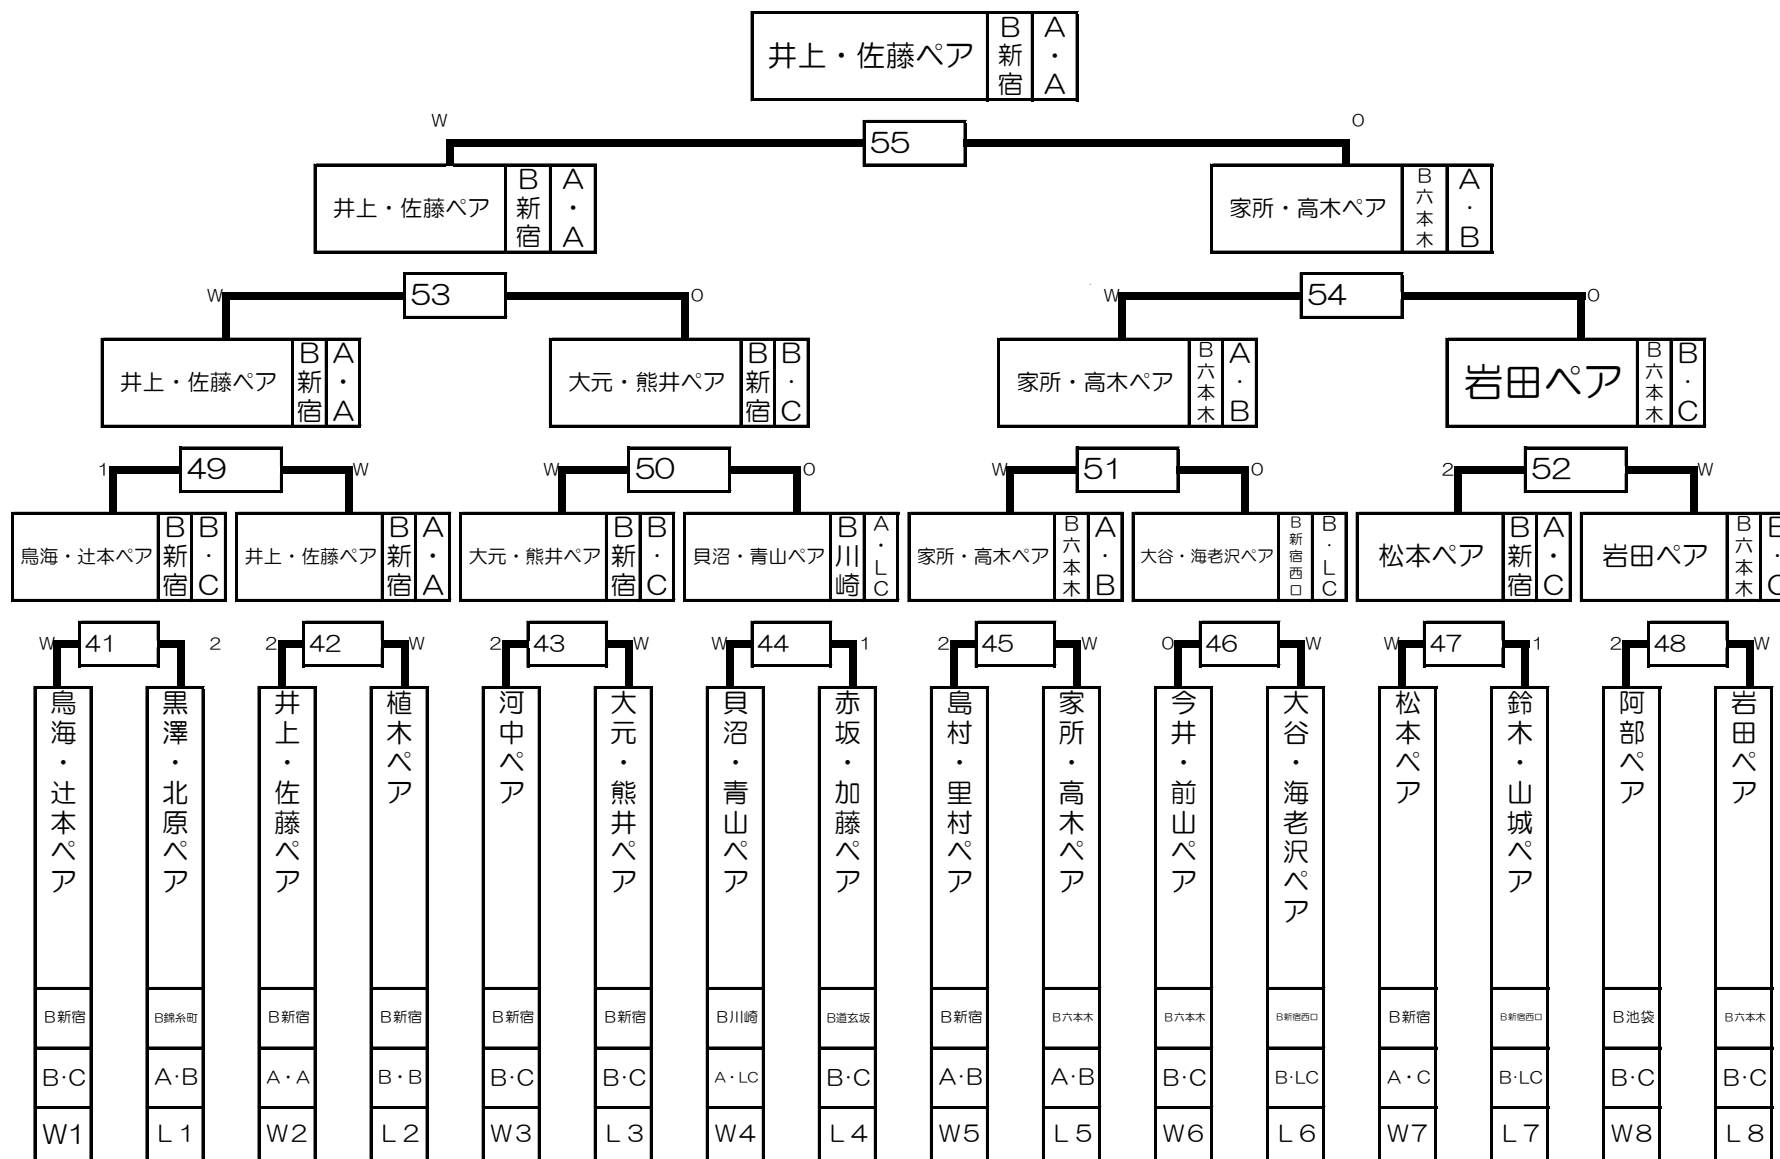 井上・佐藤ペア B新宿 A・A
W 55 0
井上・佐藤ペア B新宿 A・A 家所・高木ペア B六本木 A・B
W 53 0 W 54 0
井上・佐藤ペア B新宿 A・A 大元・熊井ペア B新宿 B・C 家所・高木ペア B六本木 A・B 岩田ペア B六本木 B・C
1 49 W W 50 0 W 51 0 2 52 W
鳥海・辻本ペア B新宿 B・C 井上・佐藤ペア B新宿 A・A 大元・熊井ペア B新宿 B・C 貝沼・青山ペア B川崎 A・LC 家所・高木ペア B六本木 A・B 大谷・海老沢ペア B新宿西口 B・LC 松本ペア B新宿 A・C 岩田ペア B六本木 B・C
W 41 2 2 42 W 2 43 W W 44 1 2 45 W 0 46 W W 47 1 2 48 W
鳥海・辻本ペア 黒澤・北原ペア 井上・佐藤ペア 植木ペア 河中ペア 大元・熊井ペア 貝沼・青山ペア 赤坂・加藤ペア 島村・里村ペア 家所・高木ペア 今井・前山ペア 大谷・海老沢ペア 松本ペア 鈴木・山城ペア 阿部ペア 岩田ペア
B新宿 B錦糸町 B新宿 B新宿 B新宿 B新宿 B川崎 B道玄坂 B新宿 B六本木 B六本木 B新宿西口 B新宿 B新宿西口 B池袋 B六本木
B・C A・B A・A B・B B・C B・C A・LC B・C A・B A・B B・C B・LC A・C B・LC B・C B・C
W1 L1 W2 L2 W3 L3 W4 L4 W5 L5 W6 L6 W7 L7 W8 L8